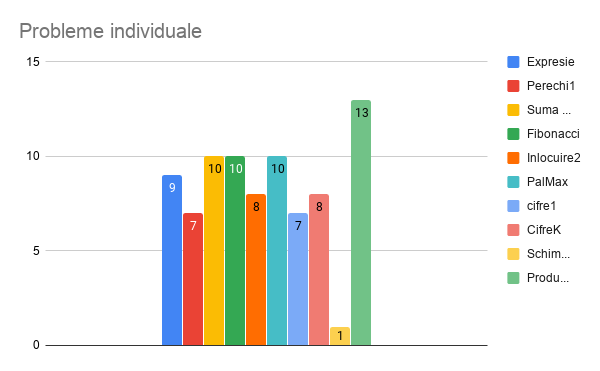 Probleme individuale
15
10
5
0
9
7
10
10
8
10
7
8
1
13
Expresie
Perechi1
Suma ...
Fibonacci
Inlocuire2
PalMax
cifre1
CifreK
Schim...
Produ...